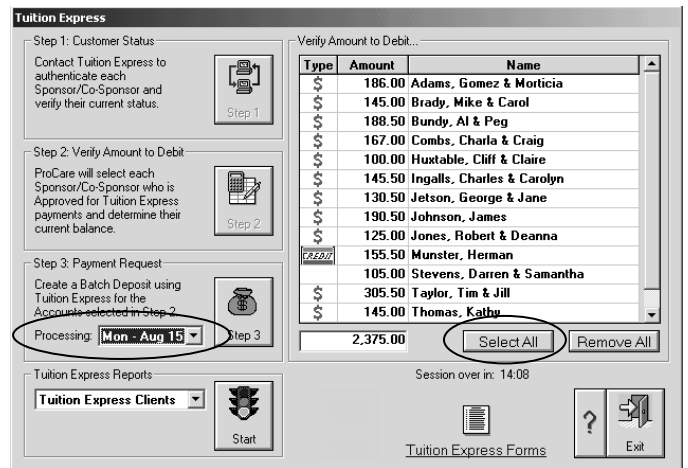 Tuition Express
Step 1: Customer Status
Contact Tuition Express to
authenticate each
Sponsor/Co-Sponsor and
verify their current status.
Step 1
Step 2: Verify Amount to Debit
ProCare will select each
Sponsor/Co-Sponsor who is
Approved for Tuition Express
payments and determine their
current balance.
Step 2
Step 3: Payment Request
Create a Batch Deposit using
Tuition Express for the
Accounts selected in Step 2.
Processing: Mon - Aug 15
Step 3
Tuition Express Reports
Tuition Express Clients
Start
Verify Amount to Debit...
Type Amount Name
$ 186.00 Adams, Gomez & Morticia
$ 145.00 Brady, Mike & Carol
$ 188.50 Bundy, Al & Peg
$ 167.00 Combs, Charla & Craig
$ 100.00 Huxtable, Cliff & Claire
$ 145.50 Ingalls, Charles & Carolyn
$ 130.50 Jetson, George & Jane
$ 190.50 Johnson, James
$ 125.00 Jones, Robert & Deanna
CREDIT 155.50 Munster, Herman
105.00 Stevens, Darren & Samantha
$ 305.50 Taylor, Tim & Jill
$ 145.00 Thomas, Kathy
2,375.00 Select All Remove All
Session over in: 14:08
Tuition Express Forms
?
Exit